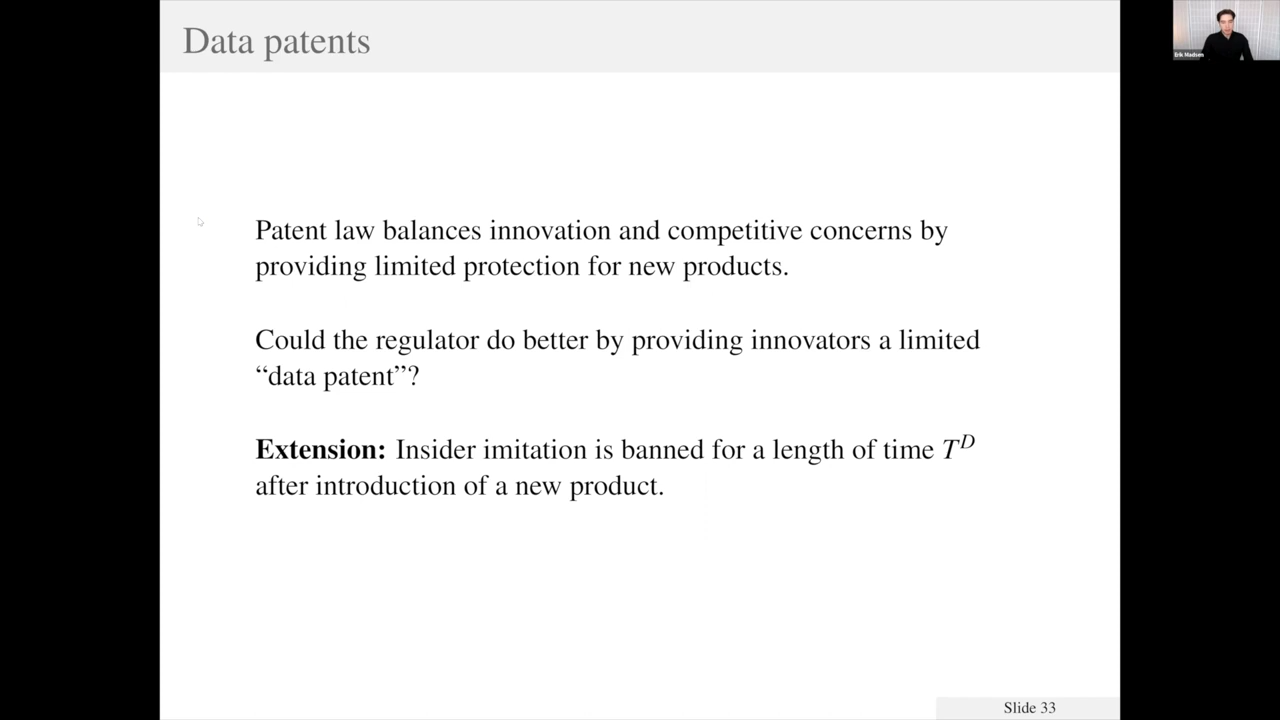 Data patents
Erik Madsen
Patent law balances innovation and competitive concerns by
providing limited protection for new products.
Could the regulator do better by providing innovators a limited
“data patent”?
Extension: Insider imitation is banned for a length of time T^D
after introduction of a new product.
Slide 33